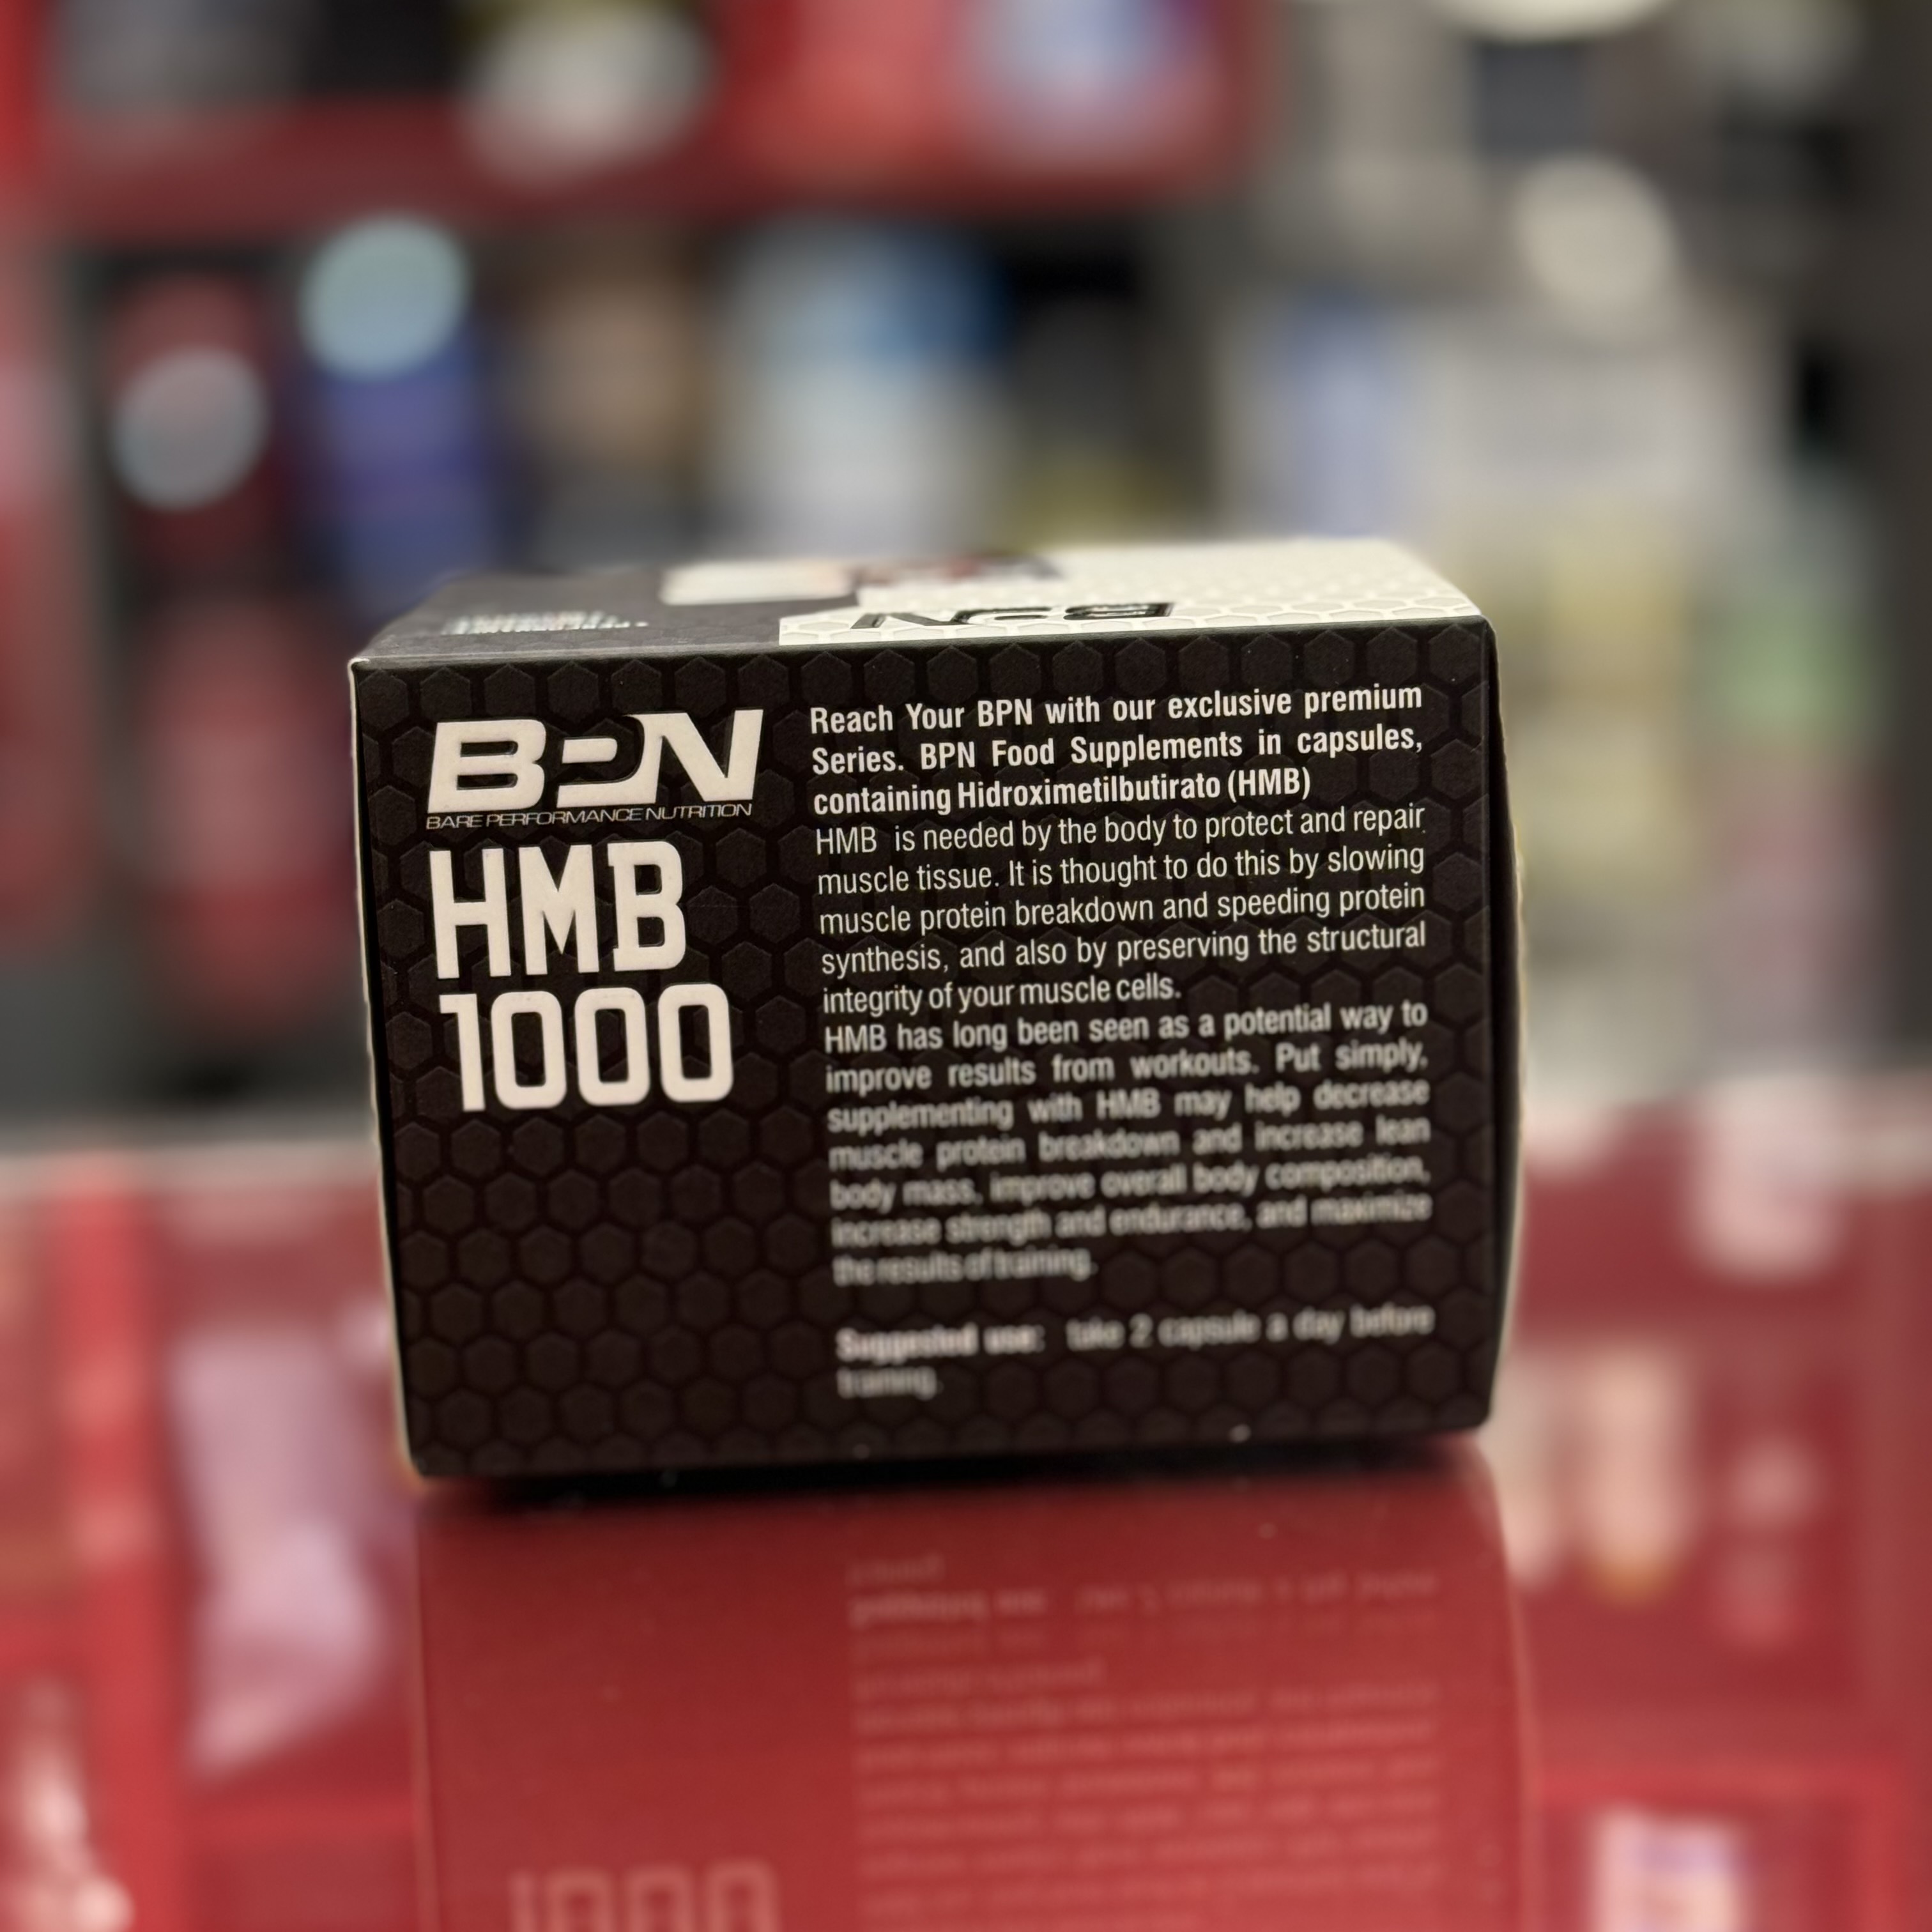 BPN
BARE PERFORMANCE NUTRITION
HMB
1000
Reach Your BPN with our exclusive premium
Series. BPN Food Supplements in capsules,
containing Hidroximetilbutirato (HMB)
HMB is needed by the body to protect and repair
muscle tissue. It is thought to do this by slowing
muscle protein breakdown and speeding protein
synthesis, and also by preserving the structural
integrity of your muscle cells.
HMB has long been seen as a potential way to
improve results from workouts. Put simply,
supplementing with HMB may help decrease
muscle protein breakdown and increase lean
body mass, improve overall body composition,
increase strength and endurance, and maximize
the results of training.
Suggested use: take 2 capsule a day before
training.